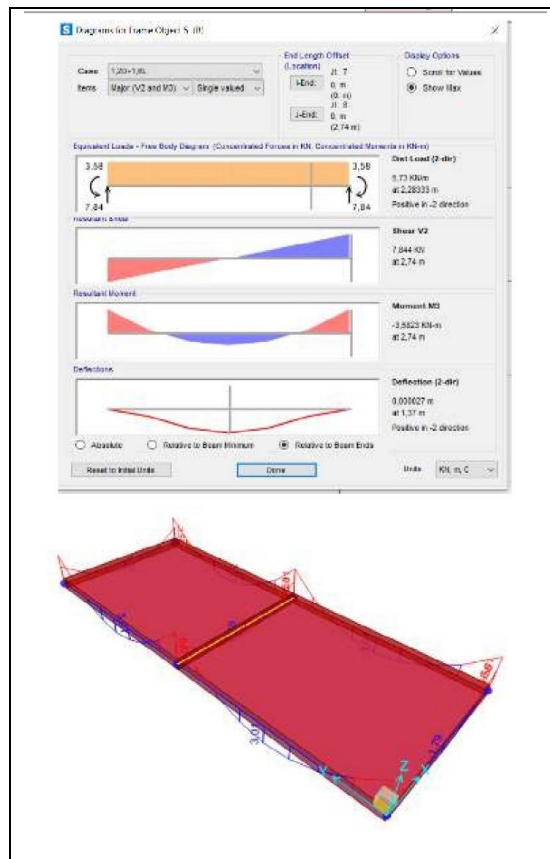 Diagrams for Frame Object 5 (B)
Case 1,2D+1,6L
Items Major (V2 and M3) Single valued
End Length Offset
(Location)
I-End:
Jt: 7
0, m
(0, m)
J-End:
Jt: 8
0, m
(2,74 m)
Display Options
Scroll for Values
Show Max
Equivalent Loads - Free Body Diagram (Concentrated Forces in KN, Concentrated Moments in KN-m)
3,58
3,58
7,84
7,84
Dist Load (2-dir)
5,73 KN/m
at 2,28333 m
Positive in -2 direction
Resultant Shear
Shear V2
7,844 KN
at 2,74 m
Resultant Moment
Moment M3
-3,5823 KN-m
at 2,74 m
Deflections
Deflection (2-dir)
0,000027 m
at 1,37 m
Positive in -2 direction
Absolute
Relative to Beam Minimum
Relative to Beam Ends
Reset to Initial Units
Done
Units KN, m, C
3,01
1,79
Z
Y
X